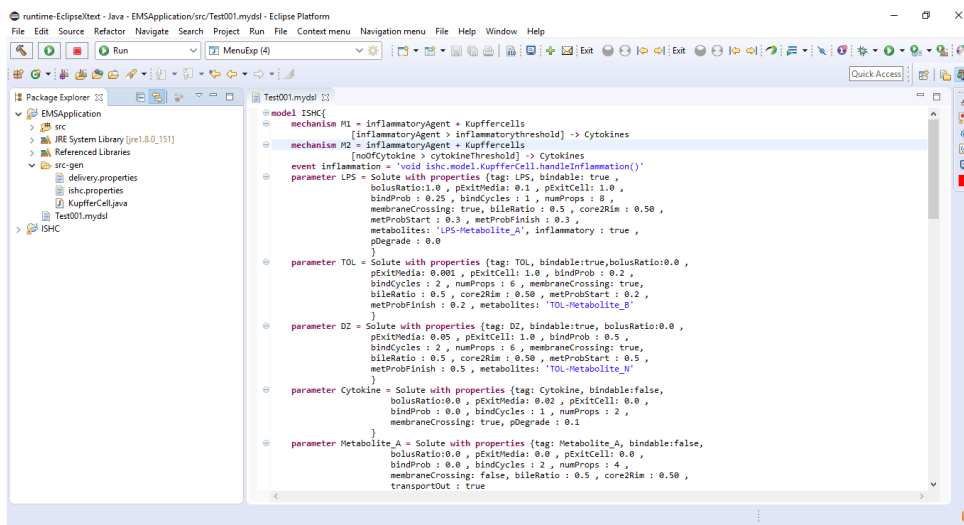 runtime-EclipseXtext - Java - EMSApplication/src/Test001.mydsl - Eclipse Platform
File Edit Source Refactor Navigate Search Project Run File Context menu Navigation menu File Help Window Help
Run MenuExp (4) Exit Exit
Quick Access
Package Explorer
EMSApplication
src
JRE System Library [jre1.8.0_151]
Referenced Libraries
src-gen
delivery.properties
ishc.properties
KupfferCell.java
Test001.mydsl
ISHC
Test001.mydsl
model ISHC{
mechanism M1 = inflammatoryAgent + Kupffercells
[inflammatoryAgent > inflammatorythreshold] -> Cytokines
mechanism M2 = inflammatoryAgent + Kupffercells
[noOfCytokine > cytokineThreshold] -> Cytokines
event inflammation = 'void ishc.model.KupfferCell.handleInflammation()'
parameter LPS = Solute with properties {tag: LPS, bindable: true ,
bolusRatio:1.0 , pExitMedia: 0.1 , pExitCell: 1.0 ,
bindProb : 0.25 , bindCycles : 1 , numProps : 8 ,
membraneCrossing: true, bileRatio : 0.5 , core2Rim : 0.50 ,
metProbStart : 0.3 , metProbFinish : 0.3 ,
metabolites: 'LPS-Metabolite_A', inflammatory : true ,
pDegrade : 0.0
}
parameter TOL = Solute with properties {tag: TOL, bindable:true,bolusRatio:0.0 ,
pExitMedia: 0.001 , pExitCell: 1.0 , bindProb : 0.2 ,
bindCycles : 2 , numProps : 6 , membraneCrossing: true,
bileRatio : 0.5 , core2Rim : 0.50 , metProbStart : 0.2 ,
metProbFinish : 0.2 , metabolites: 'TOL-Metabolite_B'
}
parameter DZ = Solute with properties {tag: DZ, bindable:true, bolusRatio:0.0 ,
pExitMedia: 0.05 , pExitCell: 1.0 , bindProb : 0.5 ,
bindCycles : 2 , numProps : 6 , membraneCrossing: true,
bileRatio : 0.5 , core2Rim : 0.50 , metProbStart : 0.5 ,
metProbFinish : 0.5 , metabolites: 'TOL-Metabolite_N'
}
parameter Cytokine = Solute with properties {tag: Cytokine, bindable:false,
bolusRatio:0.0 , pExitMedia: 0.02 , pExitCell: 0.0 ,
bindProb : 0.0 , bindCycles : 1 , numProps : 2 ,
membraneCrossing: true, pDegrade : 0.1
}
parameter Metabolite_A = Solute with properties {tag: Metabolite_A, bindable:false,
bolusRatio:0.0 , pExitMedia: 0.0 , pExitCell: 0.0 ,
bindProb : 0.0 , bindCycles : 2 , numProps : 4 ,
membraneCrossing: false, bileRatio : 0.5 , core2Rim : 0.50 ,
transportOut : true